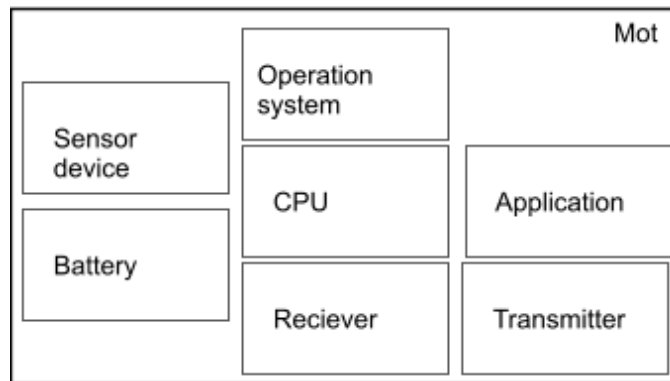 Mot
Operation
system
Sensor
device
CPU
Application
Battery
Reciever
Transmitter